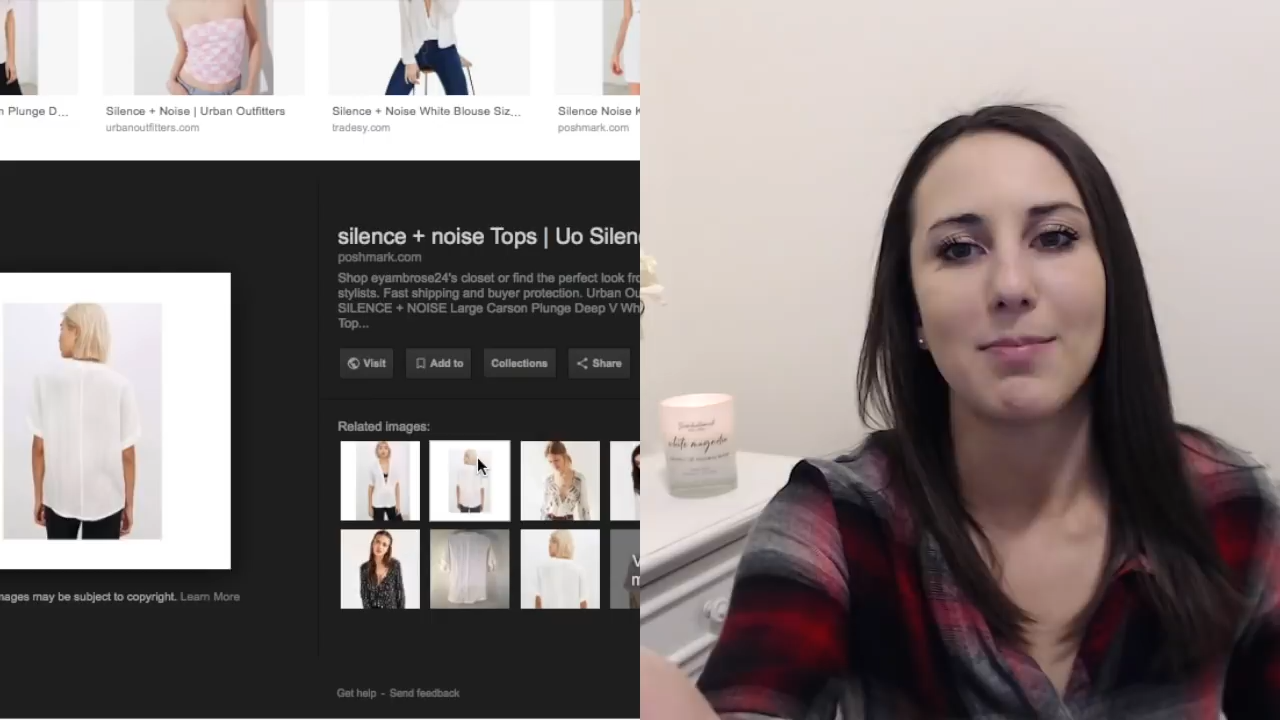 n Plunge D...
Silence + Noise | Urban Outfitters
urbanoutfitters.com
Silence + Noise White Blouse Siz...
tradesy.com
Silence Noise K
poshmark.com
silence + noise Tops | Uo Silen
poshmark.com
Shop eyambrose24's closet or find the perfect look fro
stylists. Fast shipping and buyer protection. Urban Ou
SILENCE + NOISE Large Carson Plunge Deep V Wh
Top...
Visit
Add to
Collections
Share
Related images:
V
m
mages may be subject to copyright. Learn More
Get help - Send feedback
white magnolia